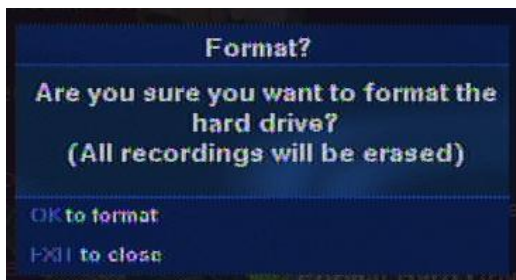 Format?
Are you sure you want to format the
hard drive?
(All recordings will be erased)
OK to format
EXIT to close